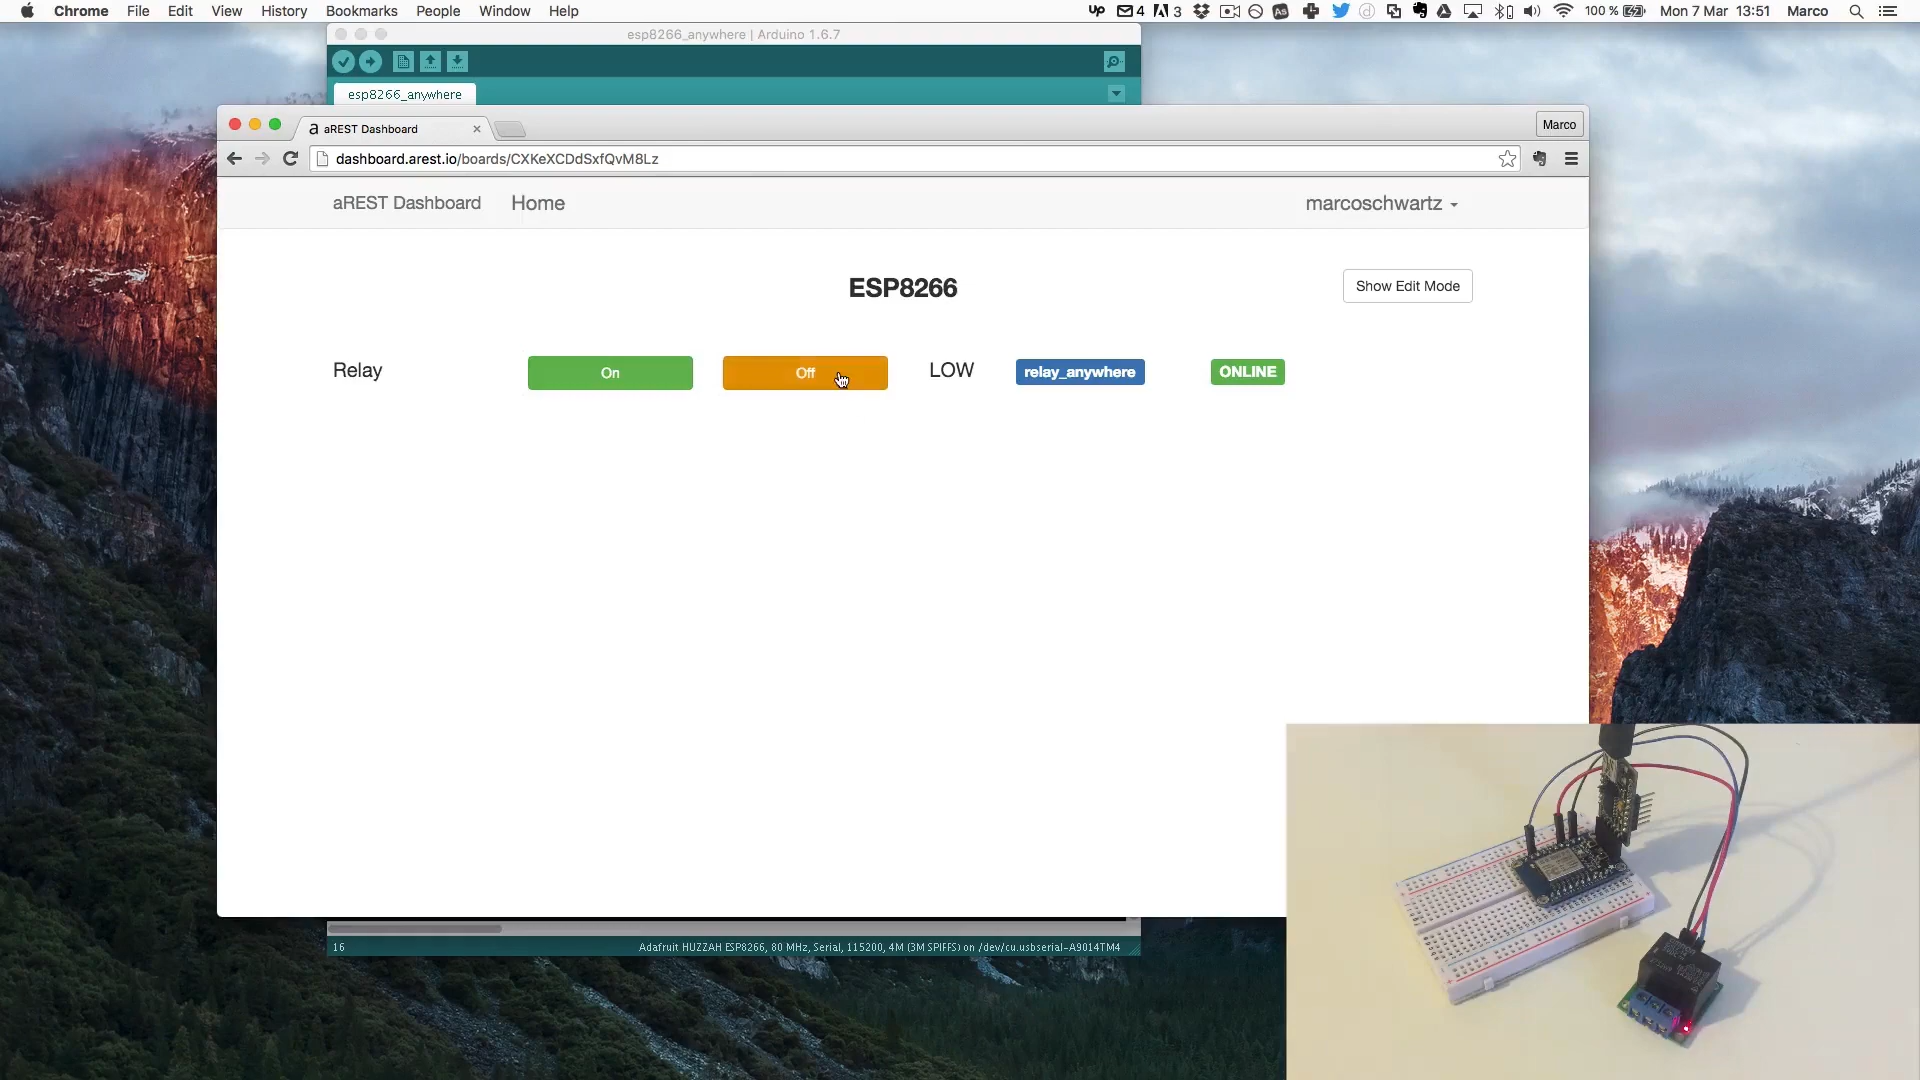 Chrome File Edit View History Bookmarks People Window Help UP 4 3 As 100 % Mon 7 Mar 13:51 Marco
esp8266_anywhere | Arduino 1.6.7
esp8266_anywhere
a aREST Dashboard Marco
dashboard.arest.io/boards/CXKeXCDdSxfQvM8Lz
aREST Dashboard Home marcoschwartz
ESP8266 Show Edit Mode
Relay On Off LOW relay_anywhere ONLINE
16 Adafruit HUZZAH ESP8266, 80 MHz, Serial, 115200, 4M (3M SPIFFS) on /dev/cu.usbserial-A9014TM4